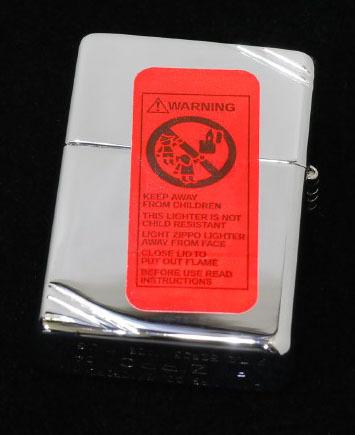 WARNING
KEEP AWAY
FROM CHILDREN
THIS LIGHTER IS NOT
CHILD RESISTANT
LIGHT ZIPPO LIGHTER
AWAY FROM FACE
CLOSE LID TO
PUT OUT FLAME
BEFORE USE READ
INSTRUCTIONS